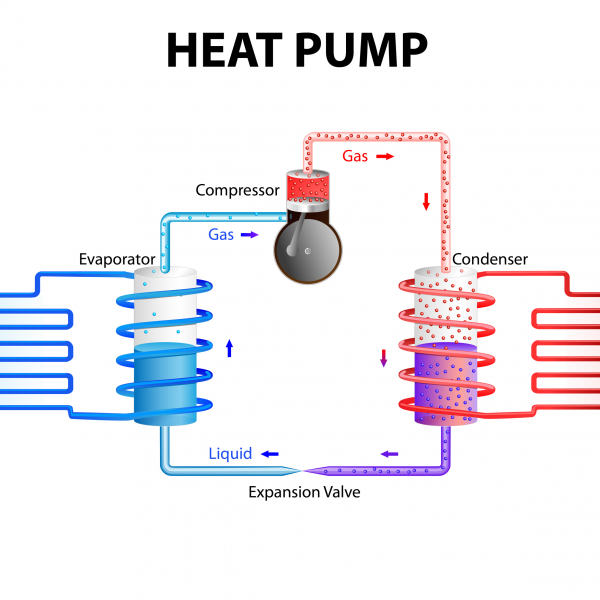 HEAT PUMP
Gas
Compressor
Gas
Evaporator
Condenser
Liquid
Expansion Valve